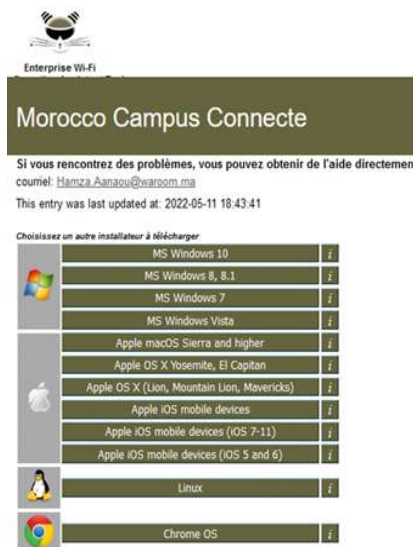 Enterprise Wi-Fi
Morocco Campus Connecte
Si vous rencontrez des problèmes, vous pouvez obtenir de l'aide directemen
courriel: Hamza.Aanaou@waroom.ma
This entry was last updated at: 2022-05-11 18:43:41
Choisissez un autre installateur à télécharger
MS Windows 10 i
MS Windows 8, 8.1 i
MS Windows 7 i
MS Windows Vista i
Apple macOS Sierra and higher i
Apple OS X Yosemite, El Capitan i
Apple OS X (Lion, Mountain Lion, Mavericks) i
Apple iOS mobile devices i
Apple iOS mobile devices (iOS 7-11) i
Apple iOS mobile devices (iOS 5 and 6) i
Linux i
Chrome OS i